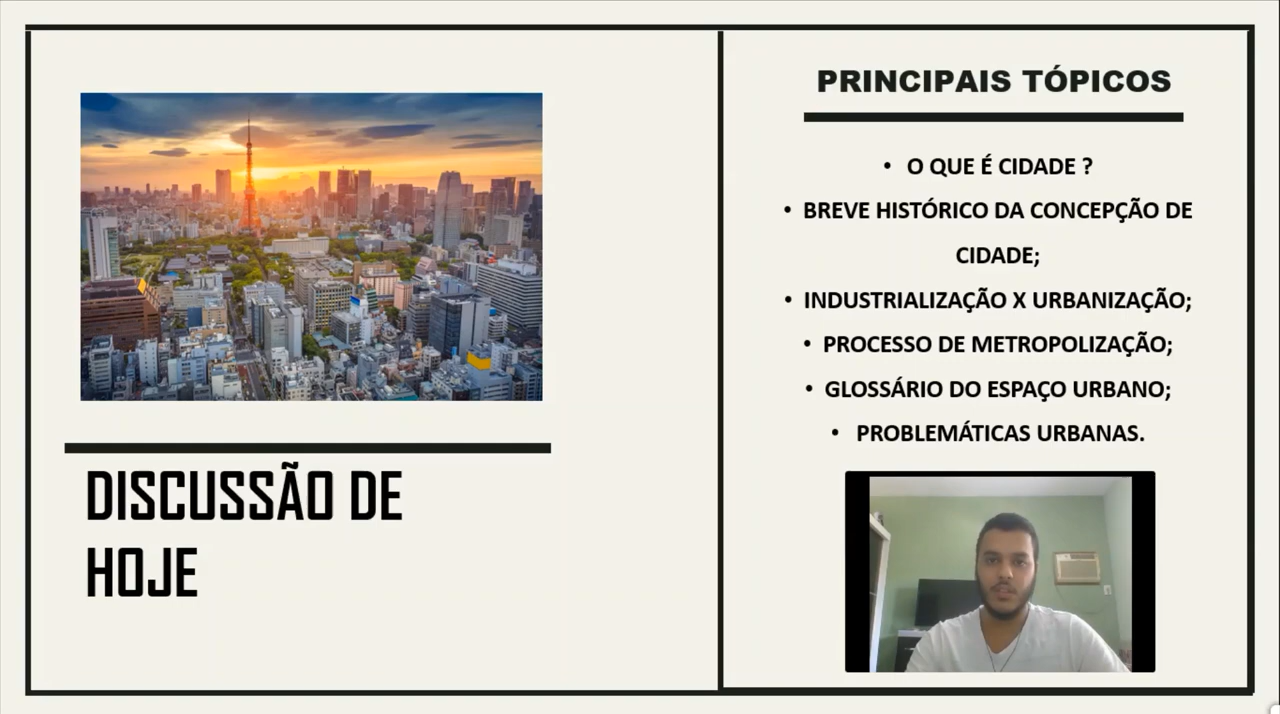 PRINCIPAIS TÓPICOS
• O QUE É CIDADE ?
• BREVE HISTÓRICO DA CONCEPÇÃO DE
CIDADE;
• INDUSTRIALIZAÇÃO X URBANIZAÇÃO;
• PROCESSO DE METROPOLIZAÇÃO;
• GLOSSÁRIO DO ESPAÇO URBANO;
• PROBLEMÁTICAS URBANAS.
DISCUSSÃO DE
HOJE